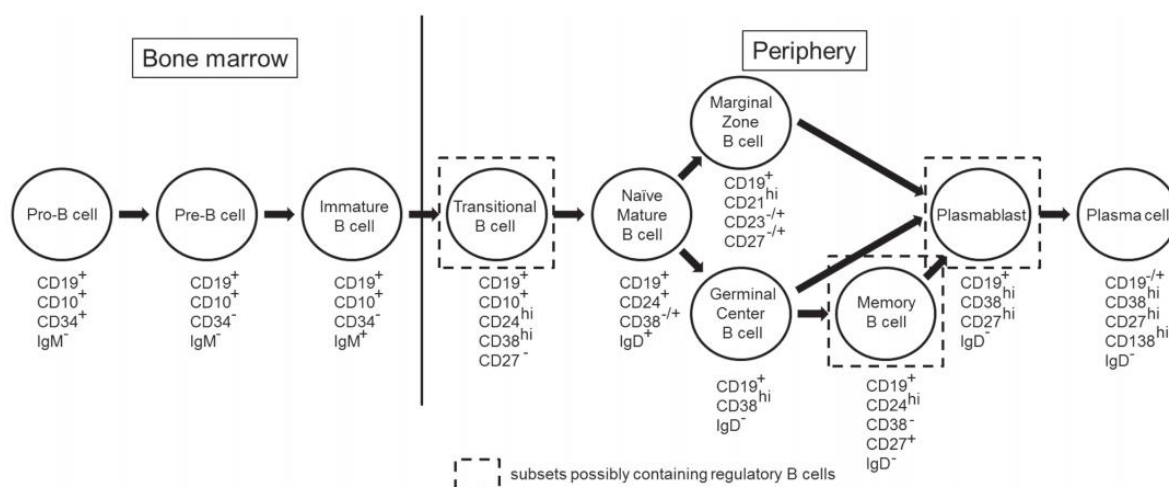 Bone marrow
Periphery
Pro-B cell
CD19+
CD10+
CD34+
IgM-
Pre-B cell
CD19+
CD10+
CD34-
IgM-
Immature
B cell
CD19+
CD10+
CD34-
IgM+
Transitional
B cell
CD19+
CD10+
CD24hi
CD38hi
CD27-
Naïve
Mature
B cell
CD19+
CD24+
CD38-/+
IgD+
Marginal
Zone
B cell
CD19+
CD21hi
CD23-/+
CD27-/+
Germinal
Center
B cell
CD19+
CD38hi
IgD-
Memory
B cell
CD19+
CD24hi
CD38-
CD27+
IgD-
Plasmablast
CD19+
CD38hi
CD27hi
IgD-
Plasma cell
CD19-/+
CD38hi
CD27hi
CD138hi
IgD-
subsets possibly containing regulatory B cells